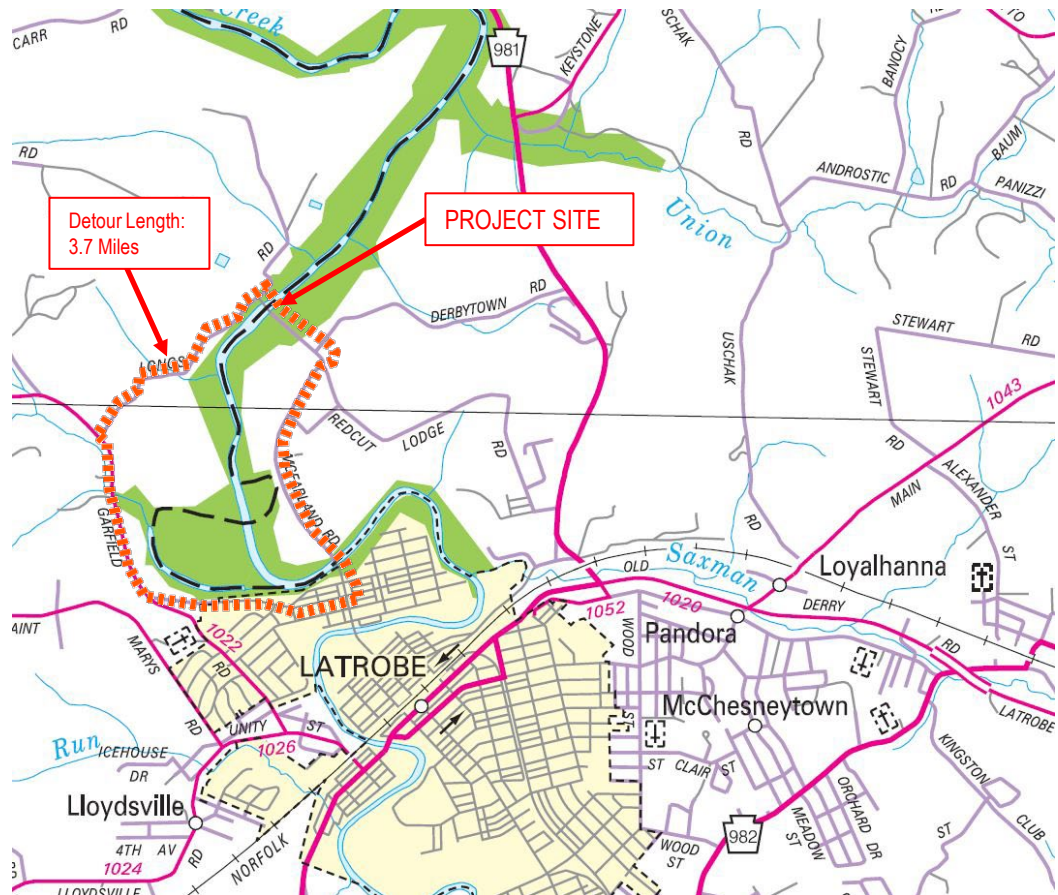 Creek
CARR
RD
981
KEYSTONE
USCHAK
RD
BANOCY
RD
BAUM
ANDROSTIC
RD
PANIZZI
Union
RD
Detour Length:
3.7 Miles
PROJECT SITE
RD
DERBYTOWN
RD
LONGS
USCHAK
RD
STEWART
RD
STEWART
RD
1043
REDCUT
LODGE
RD
MCFARLAND RD
ALEXANDER
ST
MAIN
GARFIELD
RD
1022
Saxman
OLD
DERRY
RD
Loyalhanna
1052
1020
Pandora
WOOD
ST
LATROBE
LATROBE
MARYS
RD
McChesneytown
UNITY
ST
1026
Run
ICEHOUSE
DR
ST CLAIR ST
KINGSTON
CLUB
Lloydsville
4TH AV
RD
1024
NORFOLK
WOOD
ST
982
MEADOW
ST
ORCHARD DR
ST
LLOYDSVILLE